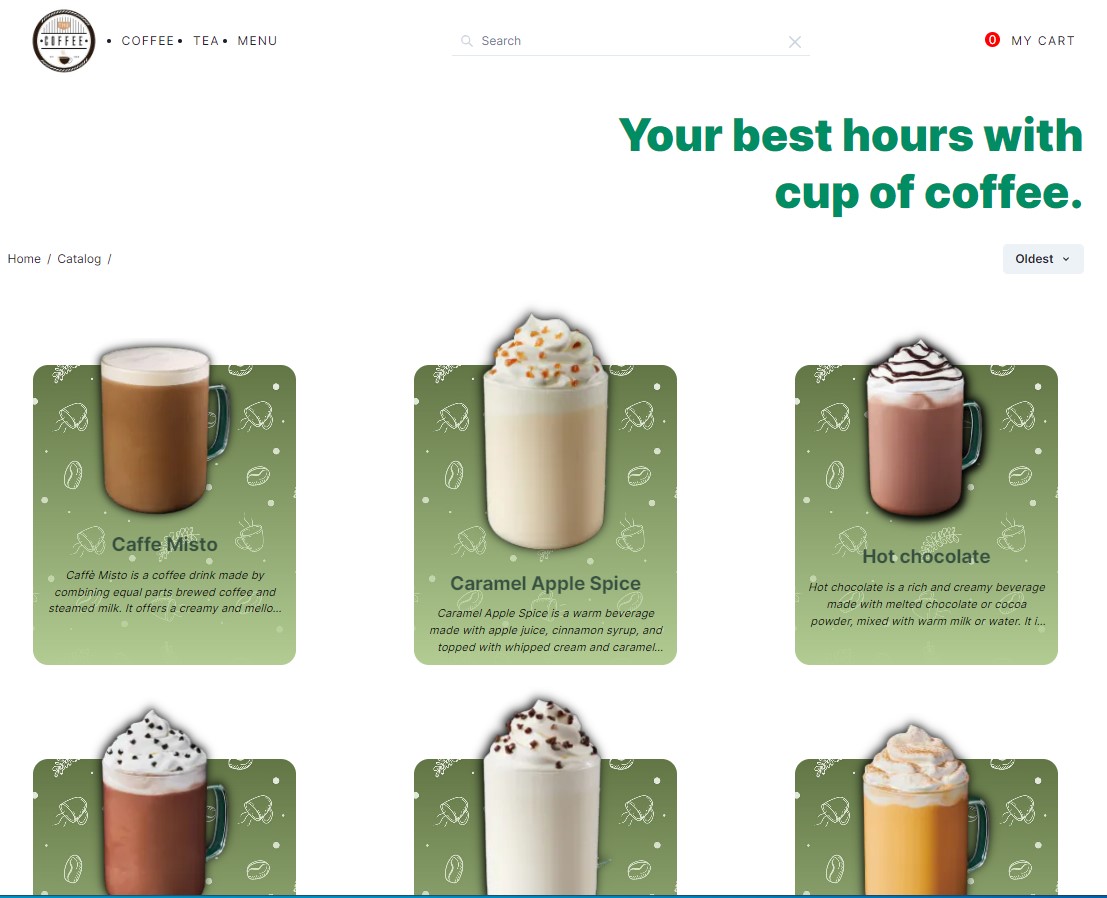 COFFEE
• COFFEE • TEA • MENU
Search
0 MY CART
Your best hours with
cup of coffee.
Home / Catalog /
Oldest
Caffe Misto
Caffè Misto is a coffee drink made by
combining equal parts brewed coffee and
steamed milk. It offers a creamy and mello...
Caramel Apple Spice
Caramel Apple Spice is a warm beverage
made with apple juice, cinnamon syrup, and
topped with whipped cream and caramel...
Hot chocolate
Hot chocolate is a rich and creamy beverage
made with melted chocolate or cocoa
powder, mixed with warm milk or water. It i...